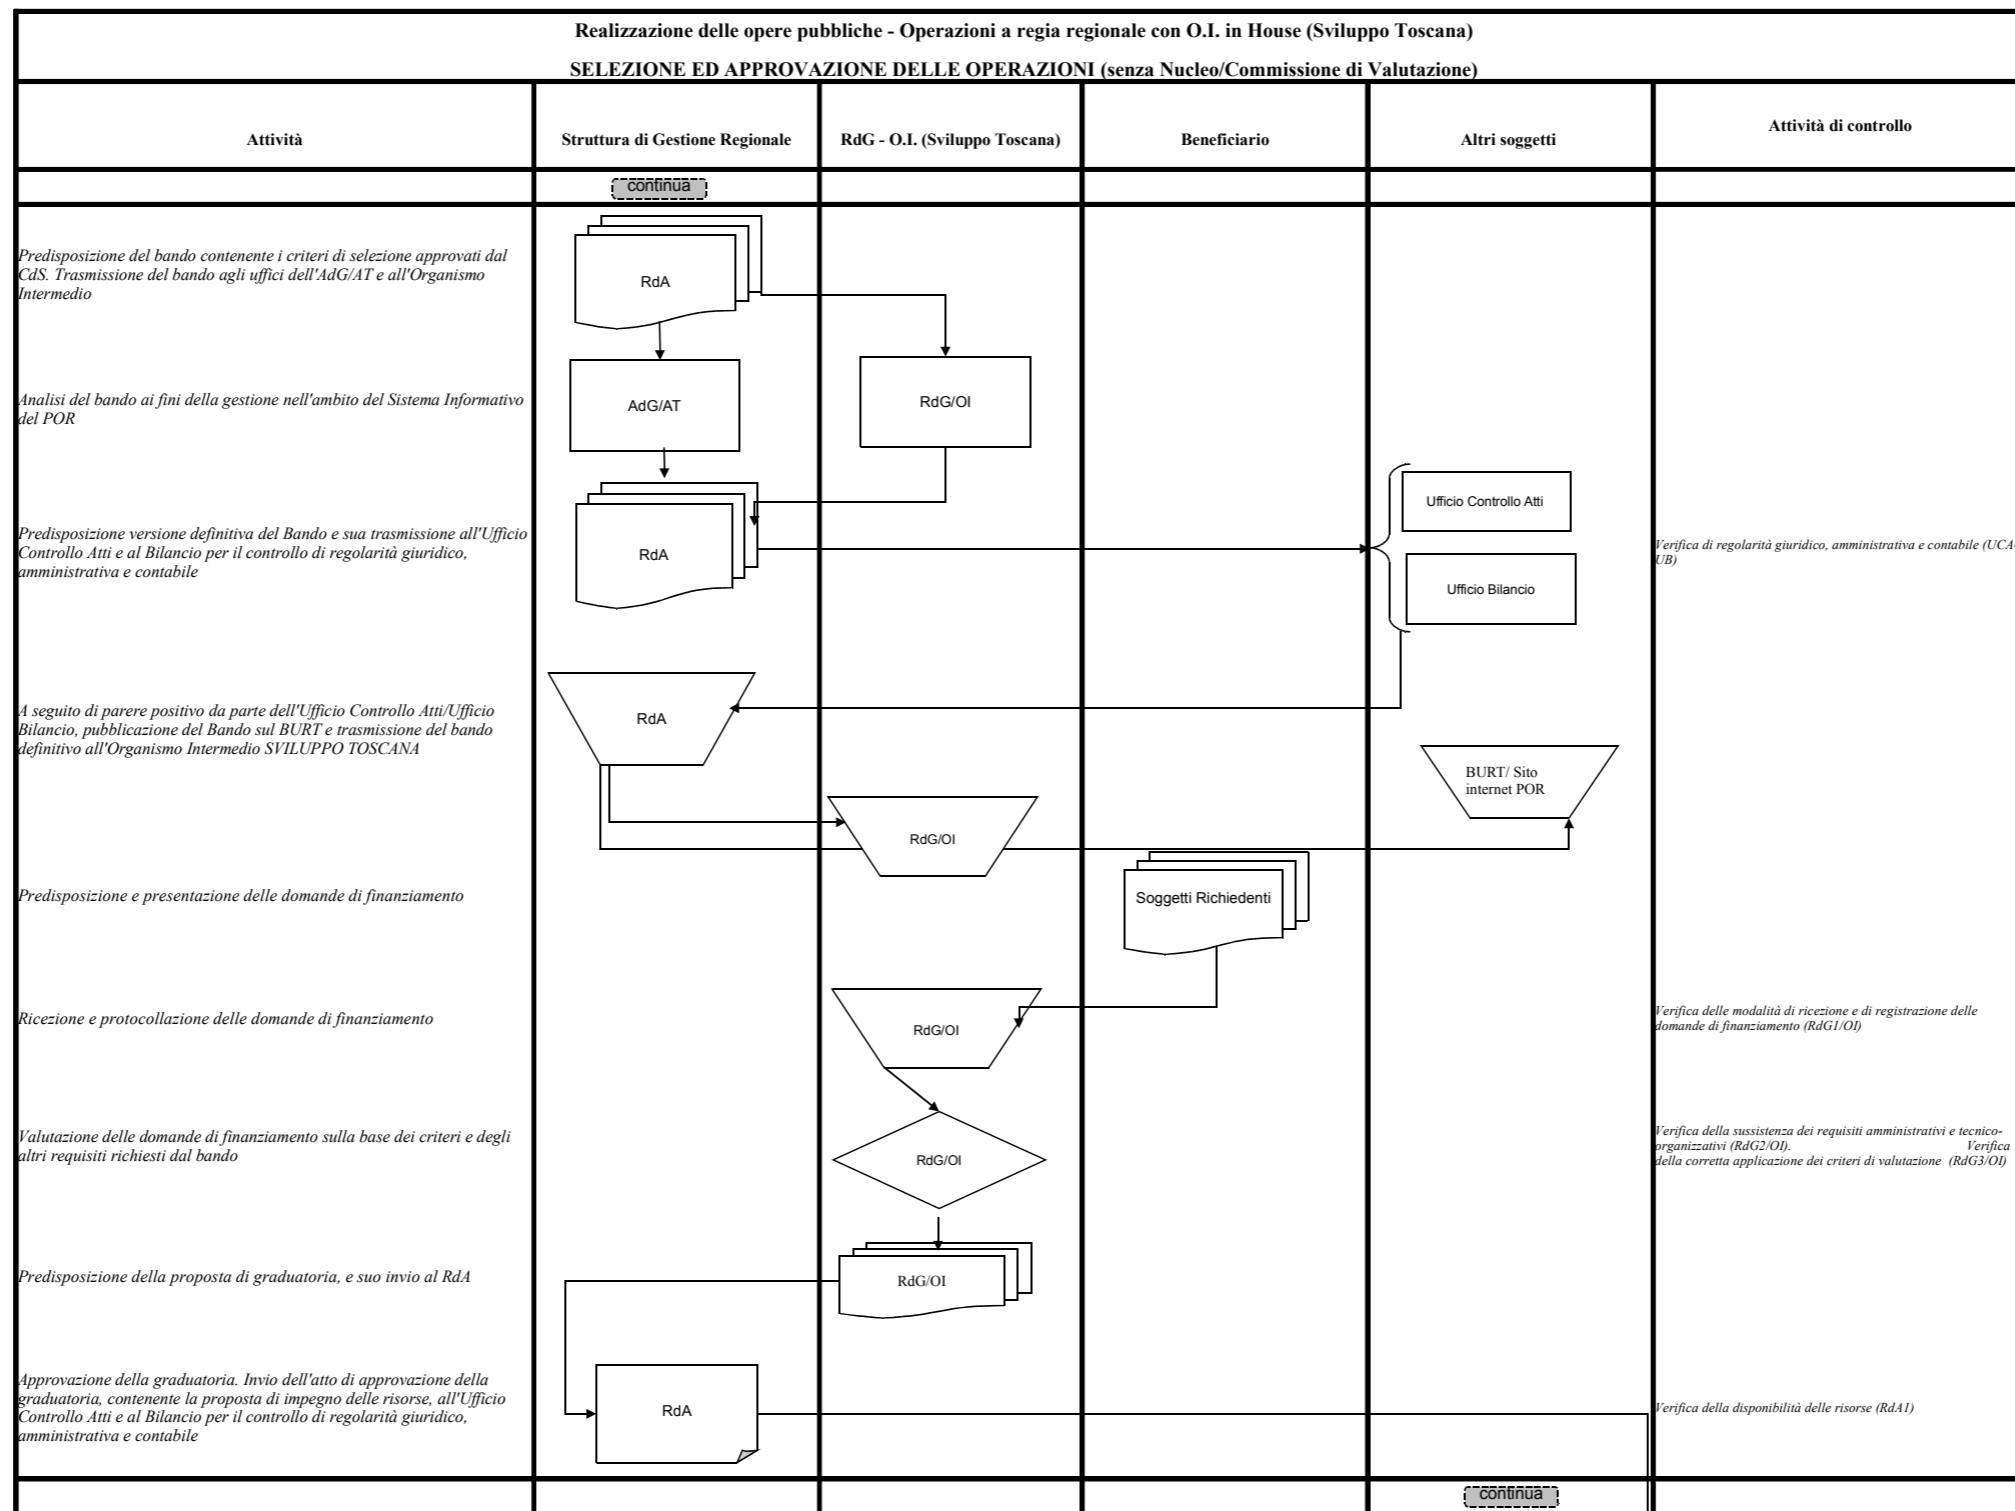 Realizzazione delle opere pubbliche - Operazioni a regia regionale con O.I. in House (Sviluppo Toscana)
SELEZIONE ED APPROVAZIONE DELLE OPERAZIONI (senza Nucleo/Commissione di Valutazione)
Attività
Struttura di Gestione Regionale
RdG - O.I. (Sviluppo Toscana)
Beneficiario
Altri soggetti
Attività di controllo
continua
Predisposizione del bando contenente i criteri di selezione approvati dal
CdS. Trasmissione del bando agli uffici dell'AdG/AT e all'Organismo
Intermedio
RdA
Analisi del bando ai fini della gestione nell'ambito del Sistema Informativo
del POR
AdG/AT
RdG/OI
Predisposizione versione definitiva del Bando e sua trasmissione all'Ufficio
Controllo Atti e al Bilancio per il controllo di regolarità giuridico,
amministrativa e contabile
RdA
Ufficio Controllo Atti
Ufficio Bilancio
Verifica di regolarità giuridico, amministrativa e contabile (UCA-
UB)
A seguito di parere positivo da parte dell'Ufficio Controllo Atti/Ufficio
Bilancio, pubblicazione del Bando sul BURT e trasmissione del bando
definitivo all'Organismo Intermedio SVILUPPO TOSCANA
RdA
BURT/ Sito
internet POR
RdG/OI
Predisposizione e presentazione delle domande di finanziamento
Soggetti Richiedenti
Ricezione e protocollazione delle domande di finanziamento
RdG/OI
Verifica delle modalità di ricezione e di registrazione delle
domande di finanziamento (RdG1/OI)
Valutazione delle domande di finanziamento sulla base dei criteri e degli
altri requisiti richiesti dal bando
RdG/OI
Verifica della sussistenza dei requisiti amministrativi e tecnico-
organizzativi (RdG2/OI). Verifica
della corretta applicazione dei criteri di valutazione (RdG3/OI)
Predisposizione della proposta di graduatoria, e suo invio al RdA
RdG/OI
Approvazione della graduatoria. Invio dell'atto di approvazione della
graduatoria, contenente la proposta di impegno delle risorse, all'Ufficio
Controllo Atti e al Bilancio per il controllo di regolarità giuridico,
amministrativa e contabile
RdA
Verifica della disponibilità delle risorse (RdA1)
continua